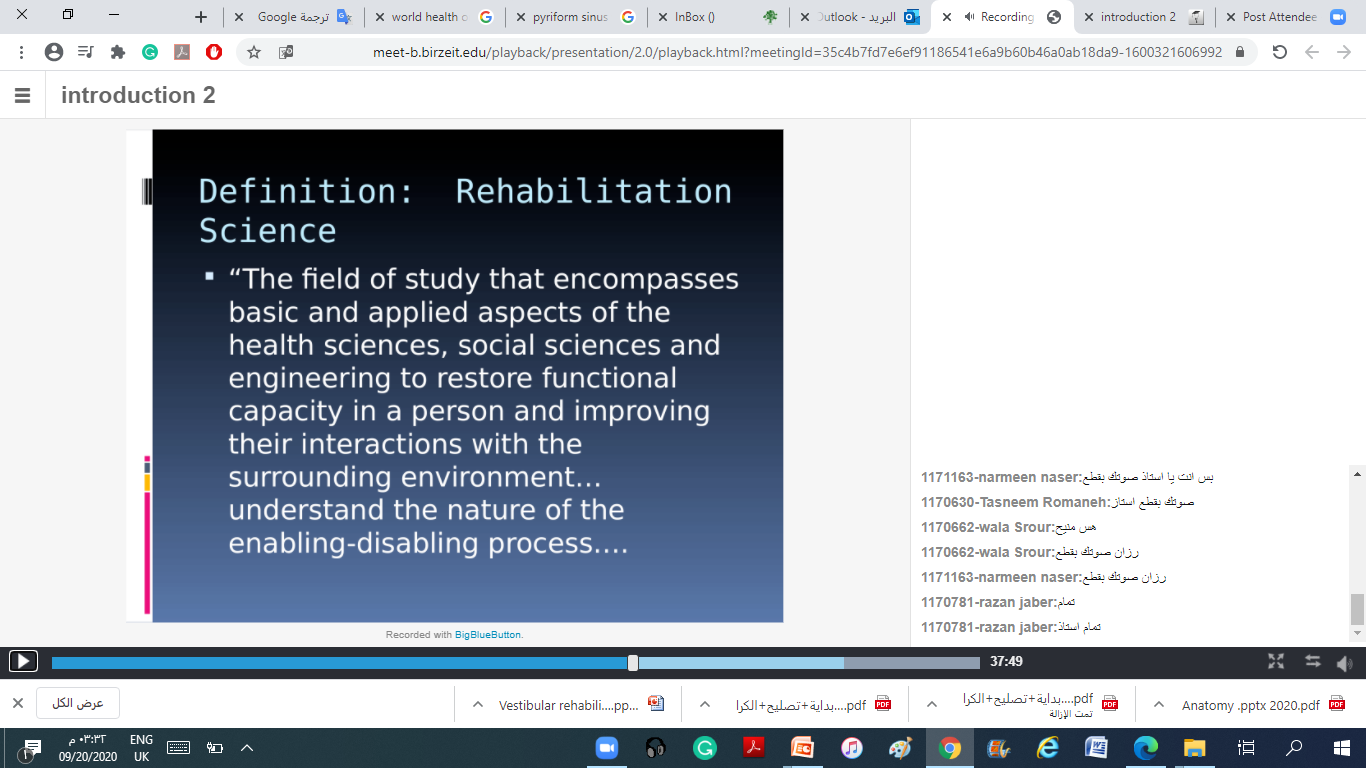 ترجمة Google
world health o
pyriform sinus
InBox ()
البريد - Outlook
Recording
introduction 2
Post Attendee
meet-b.birzeit.edu/playback/presentation/2.0/playback.html?meetingId=35c4b7fd7e6ef91186541e6a9b60b46a0ab18da9-1600321606992
introduction 2
Definition: Rehabilitation
Science
“The field of study that encompasses
basic and applied aspects of the
health sciences, social sciences and
engineering to restore functional
capacity in a person and improving
their interactions with the
surrounding environment…
understand the nature of the
enabling-disabling process….
1171163-narmeen naser:بس انت يا استاذ صوتك بقطع
1170630-Tasneem Romaneh:صوتك بقطع استاز
1170662-wala Srour:هس منيح
1170662-wala Srour:رزان صوتك بقطع
1171163-narmeen naser:رزان صوتك بقطع
1170781-razan jaber:تمام
1170781-razan jaber:تمام استاذ
Recorded with BigBlueButton.
37:49
عرض الكل
Vestibular rehabili....pp...
بداية+تصليح+الكرا....pdf
بداية+تصليح+الكرا....pdf
تمت الإزالة
Anatomy .pptx 2020.pdf
٠٣:٣٢ م
09/20/2020
ENG
UK